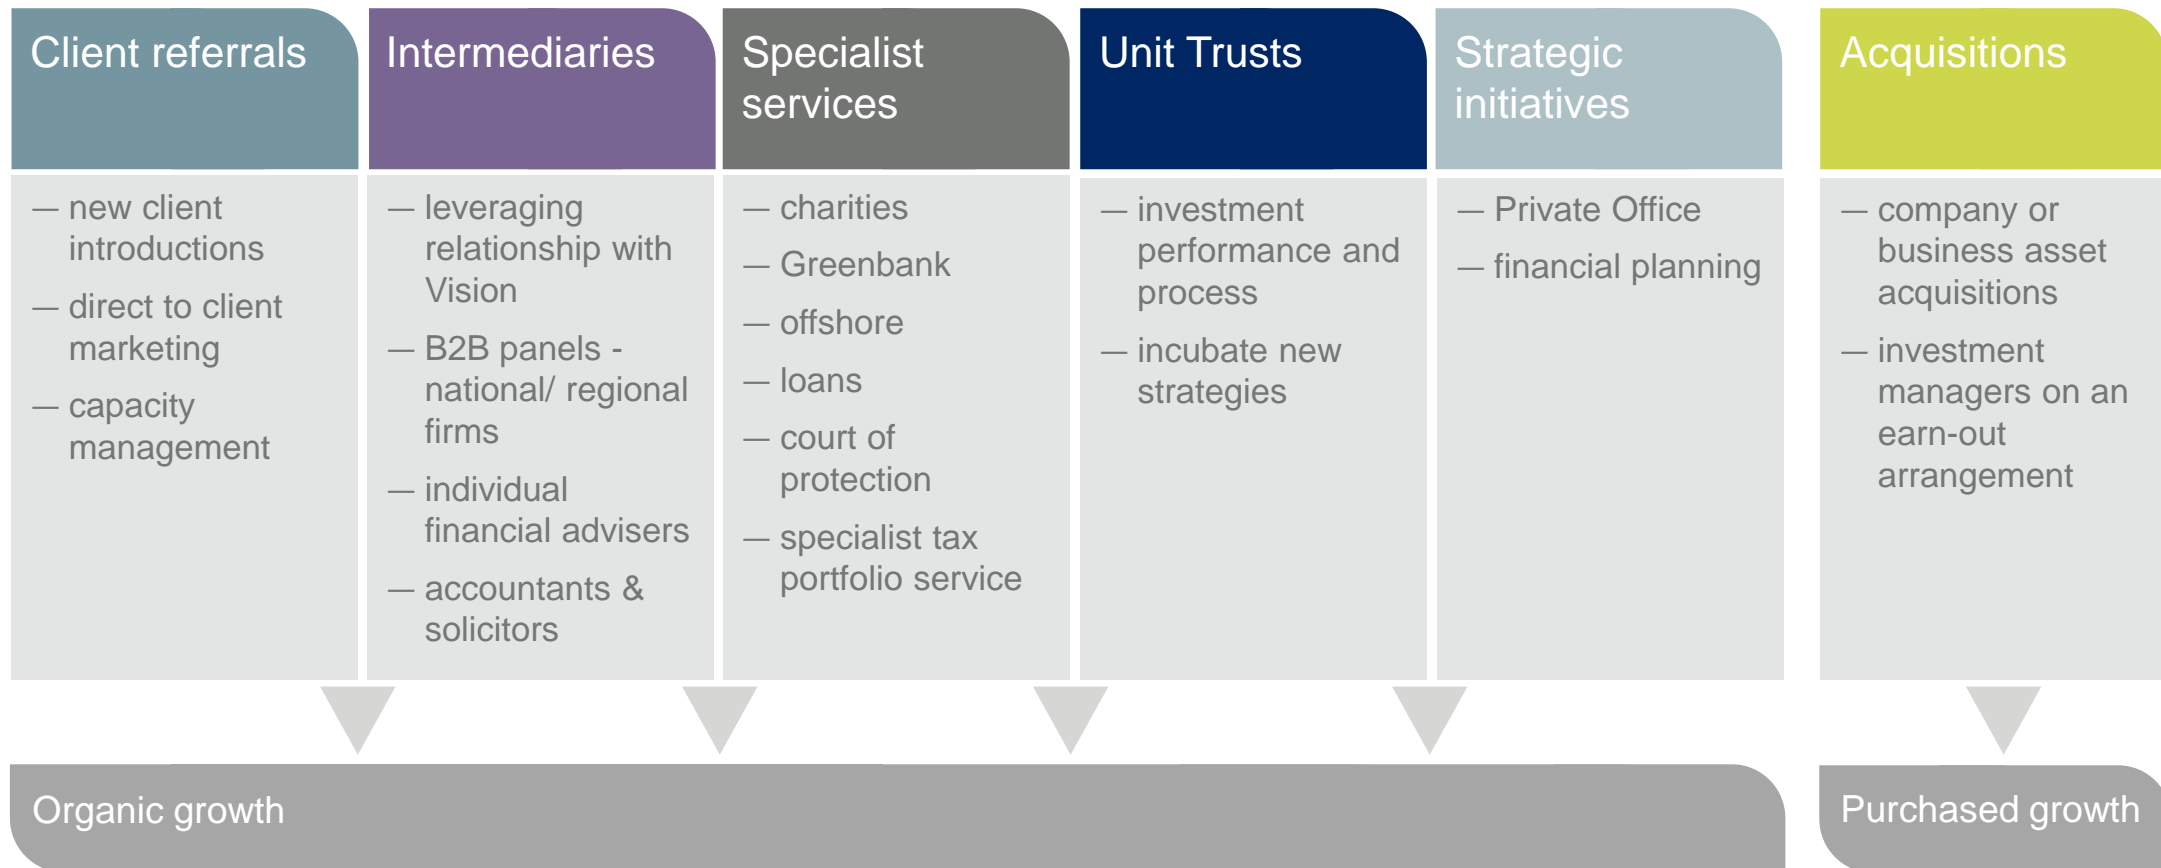 Client referrals
— new client
introductions
— direct to client
marketing
— capacity
management
Intermediaries
— leveraging
relationship with
Vision
— B2B panels -
national/ regional
firms
— individual
financial advisers
— accountants &
solicitors
Specialist
services
— charities
— Greenbank
— offshore
— loans
— court of
protection
— specialist tax
portfolio service
Unit Trusts
— investment
performance and
process
— incubate new
strategies
Strategic
initiatives
— Private Office
— financial planning
Acquisitions
— company or
business asset
acquisitions
— investment
managers on an
earn-out
arrangement
Organic growth
Purchased growth